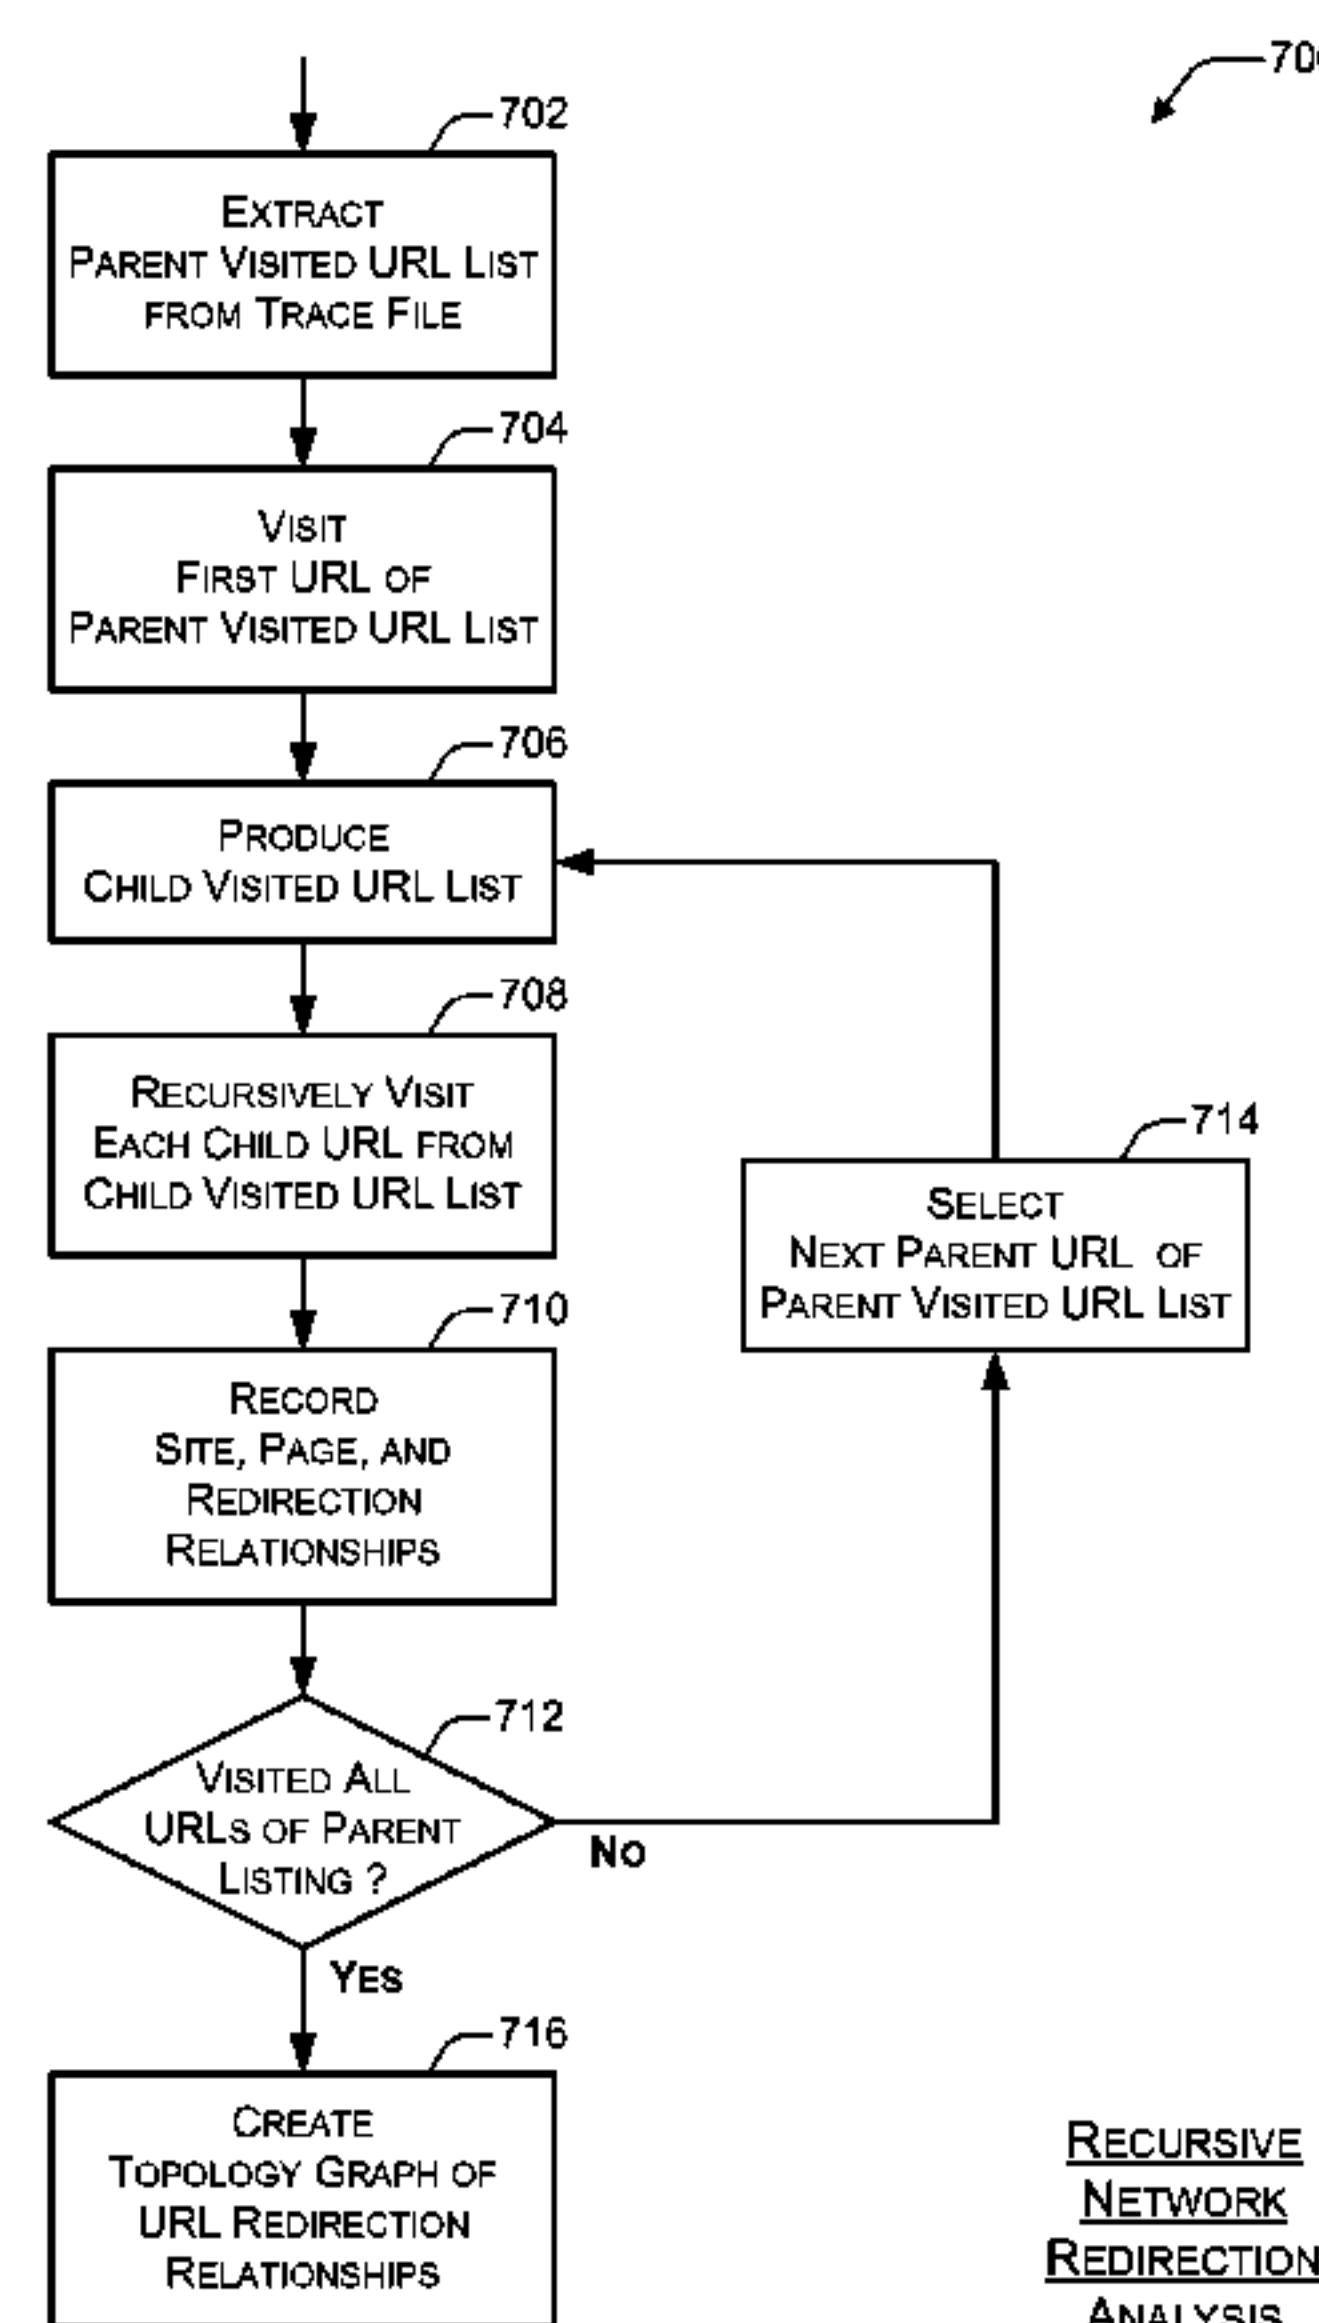 700
702
EXTRACT
PARENT VISITED URL LIST
FROM TRACE FILE
704
VISIT
FIRST URL OF
PARENT VISITED URL LIST
706
PRODUCE
CHILD VISITED URL LIST
708
RECURSIVELY VISIT
EACH CHILD URL FROM
CHILD VISITED URL LIST
714
SELECT
NEXT PARENT URL OF
PARENT VISITED URL LIST
710
RECORD
SITE, PAGE, AND
REDIRECTION
RELATIONSHIPS
712
VISITED ALL
URLS OF PARENT
LISTING ?
NO
YES
716
CREATE
TOPOLOGY GRAPH OF
URL REDIRECTION
RELATIONSHIPS
RECURSIVE
NETWORK
REDIRECTION
ANALYSIS